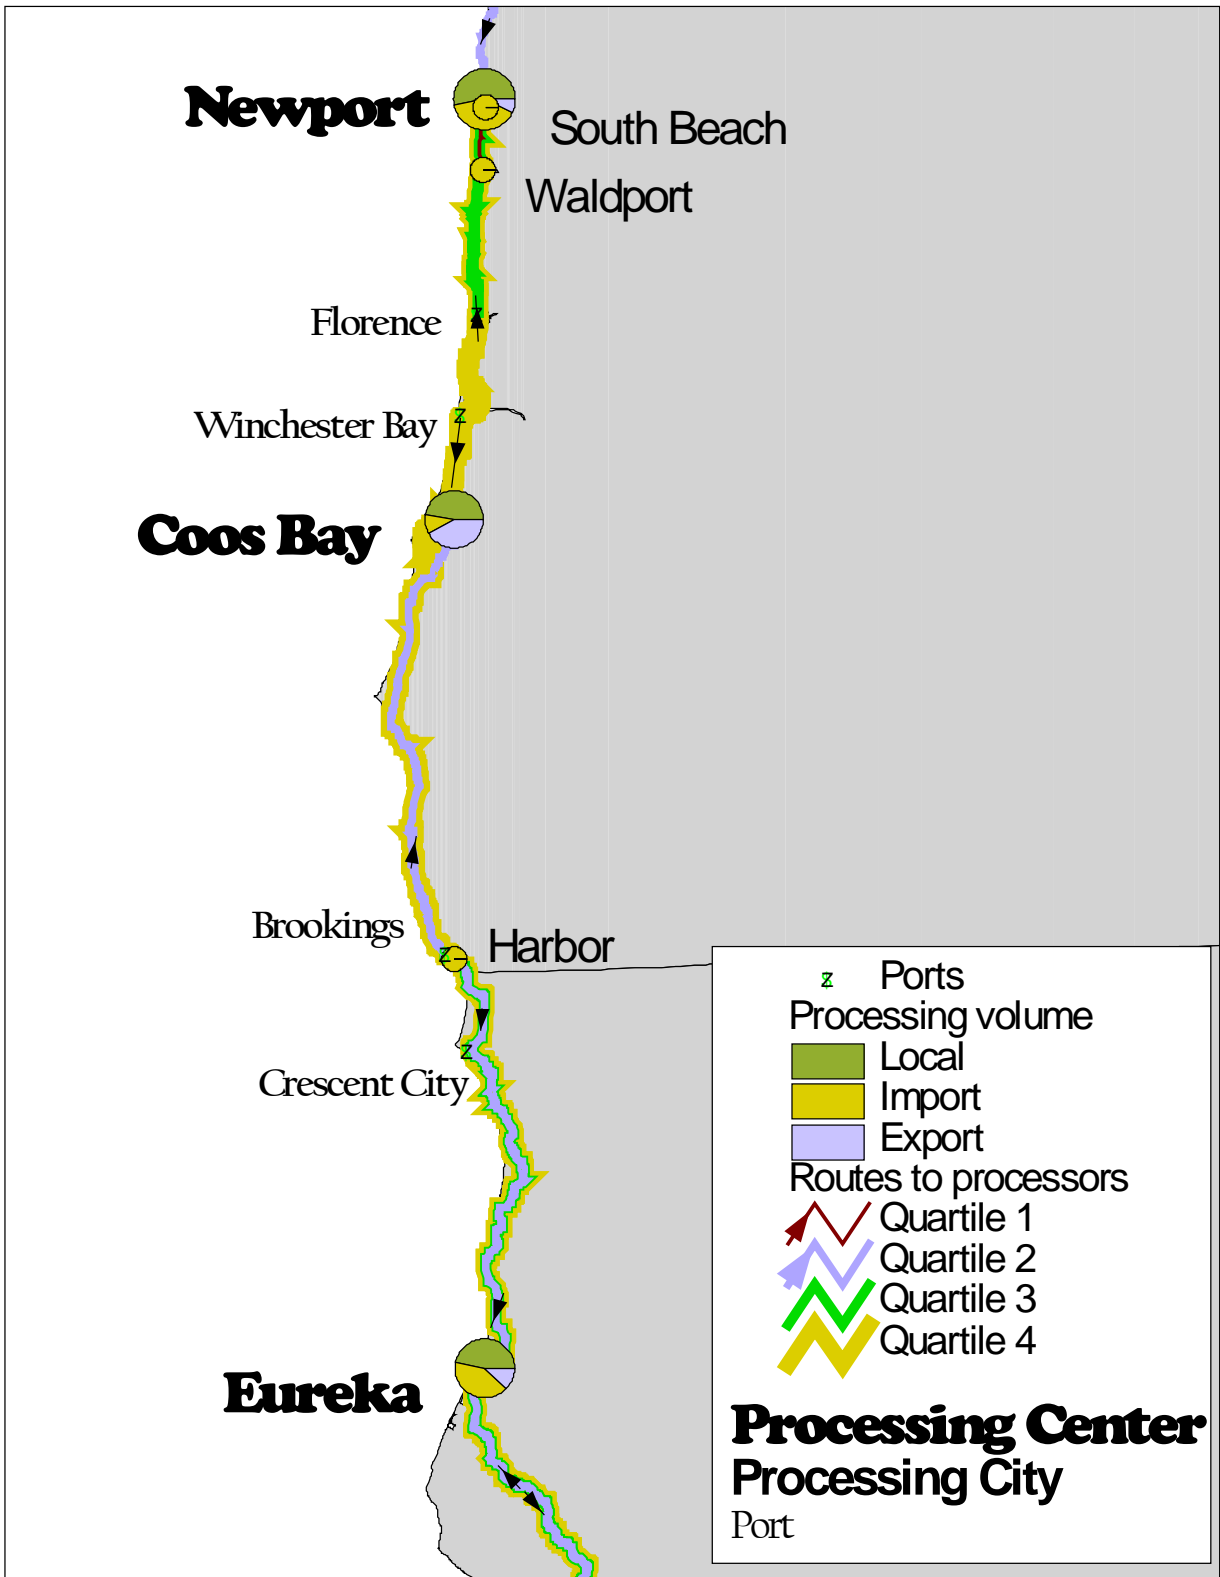 Newport
South Beach
Waldport
Florence
Winchester Bay
Coos Bay
Brookings
Harbor
Crescent City
Eureka
Ports
Processing volume
Local
Import
Export
Routes to processors
Quartile 1
Quartile 2
Quartile 3
Quartile 4
Processing Center
Processing City
Port